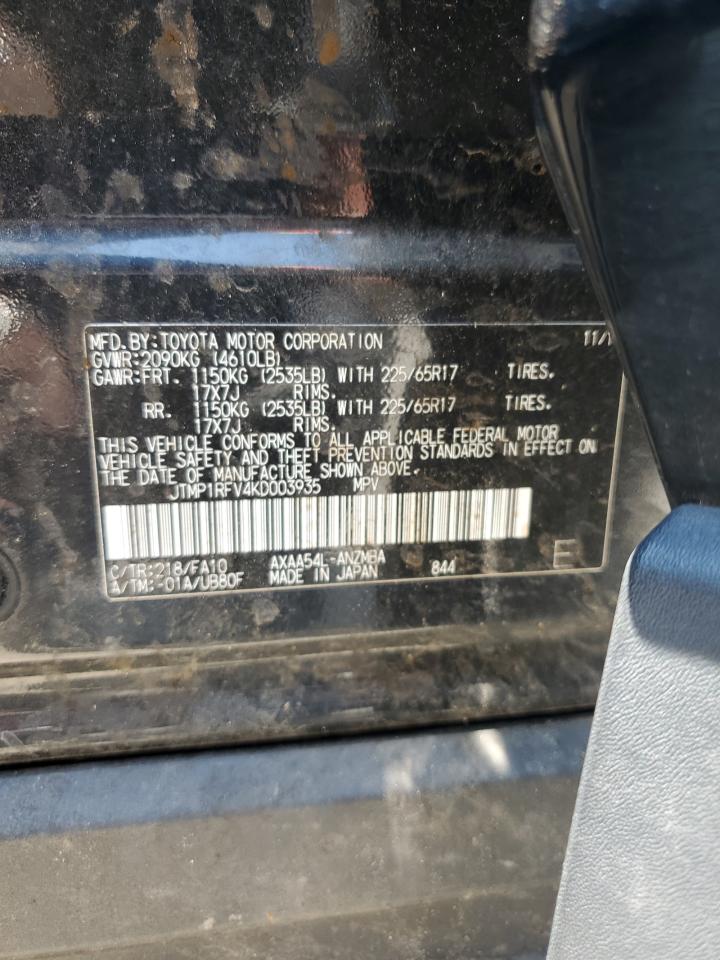 MFD. BY: TOYOTA MOTOR CORPORATION 11/1
GVWR: 2090KG (4610LB)
GAWR: FRT. 1150KG (2535LB) WITH 225/65R17 TIRES.
17X7J RIMS.
RR. 1150KG (2535LB) WITH 225/65R17 TIRES.
17X7J RIMS.
THIS VEHICLE CONFORMS TO ALL APPLICABLE FEDERAL MOTOR
VEHICLE SAFETY AND THEFT PREVENTION STANDARDS IN EFFECT ON
THE DATE OF MANUFACTURE SHOWN ABOVE.
JTMP1RFV4KD003935 MPV
C/TR: 218/FA10 AXAA54L-ANZMBA
A/TM: -01A/UB80F MADE IN JAPAN 844 E